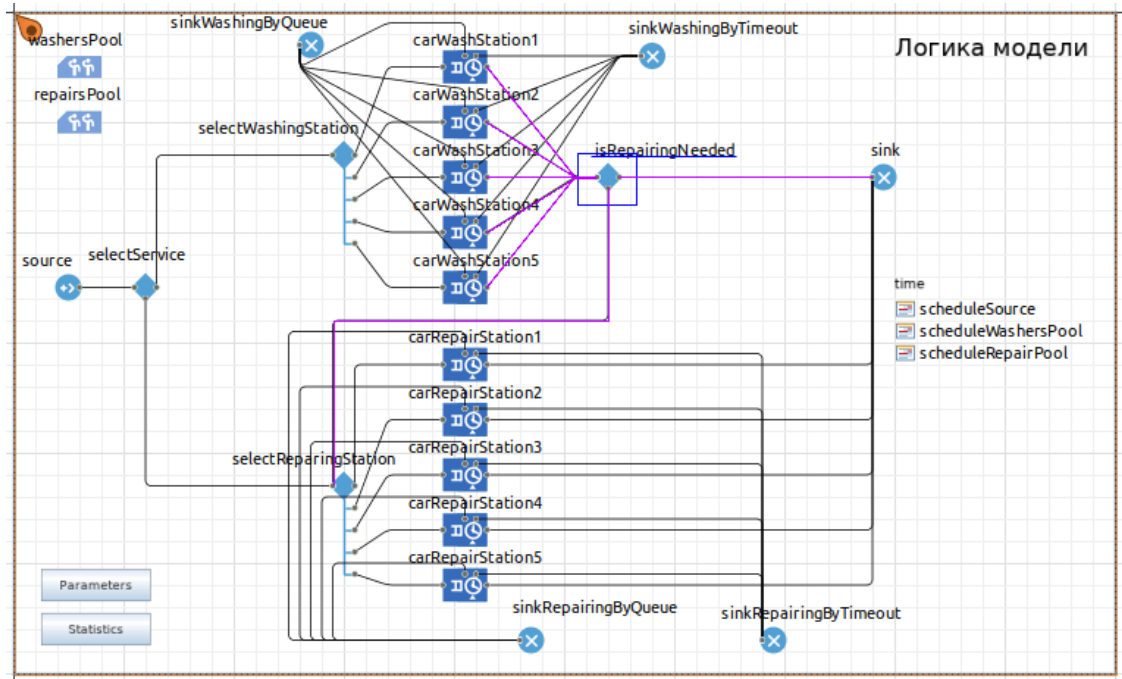 sinkWashingByQueue
sinkWashingByTimeout
washersPool
carWashStation1
Логика модели
repairsPool
carWashStation2
selectWashingStation
carWashStation3
isRepairingNeeded
sink
carWashStation4
source
selectService
carWashStation5
time
scheduleSource
scheduleWashersPool
scheduleRepairPool
carRepairStation1
carRepairStation2
carRepairStation3
selectReparingStation
carRepairStation4
carRepairStation5
Parameters
sinkRepairingByQueue
sinkRepairingByTimeout
Statistics